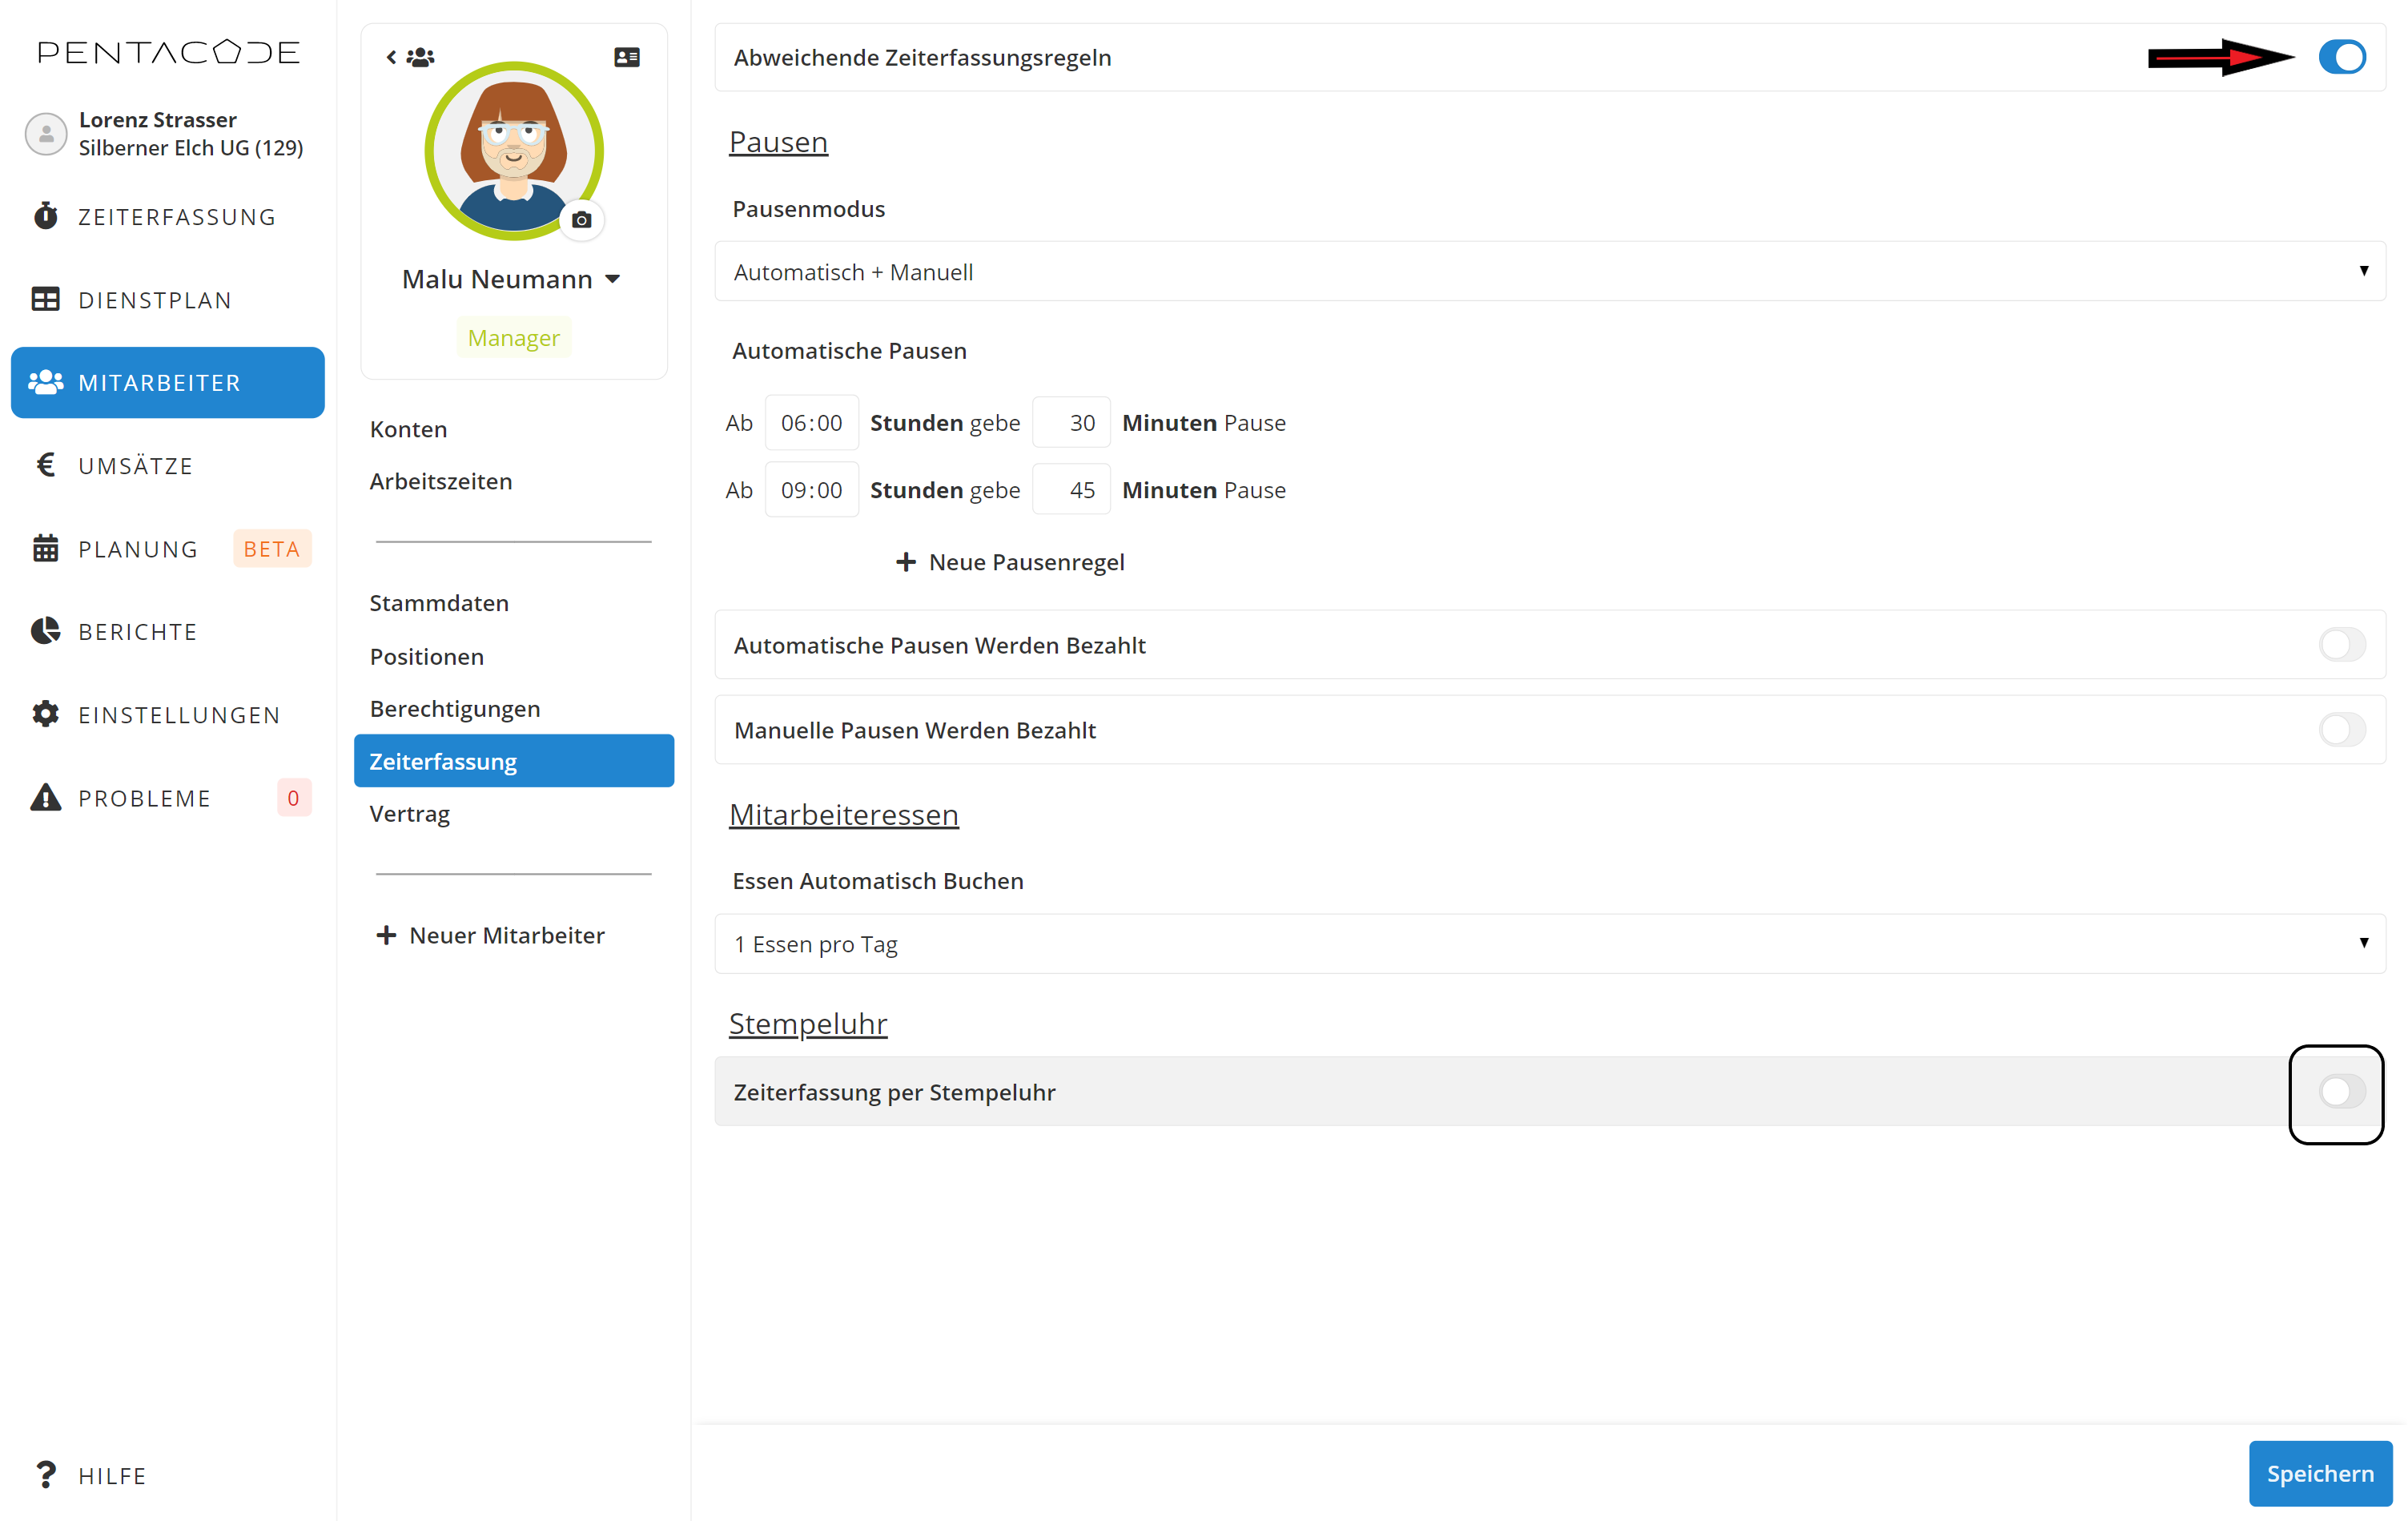 PENTACODE
Lorenz Strasser
Silberner Elch UG (129)
ZEITERFASSUNG
DIENSTPLAN
MITARBEITER
UMSÄTZE
PLANUNG BETA
BERICHTE
EINSTELLUNGEN
PROBLEME 0
HILFE
Malu Neumann
Manager
Konten
Arbeitszeiten
Stammdaten
Positionen
Berechtigungen
Zeiterfassung
Vertrag
+ Neuer Mitarbeiter
Abweichende Zeiterfassungsregeln
Pausen
Pausenmodus
Automatisch + Manuell
Automatische Pausen
Ab 06:00 Stunden gebe 30 Minuten Pause
Ab 09:00 Stunden gebe 45 Minuten Pause
+ Neue Pausenregel
Automatische Pausen Werden Bezahlt
Manuelle Pausen Werden Bezahlt
Mitarbeiteressen
Essen Automatisch Buchen
1 Essen pro Tag
Stempeluhr
Zeiterfassung per Stempeluhr
Speichern